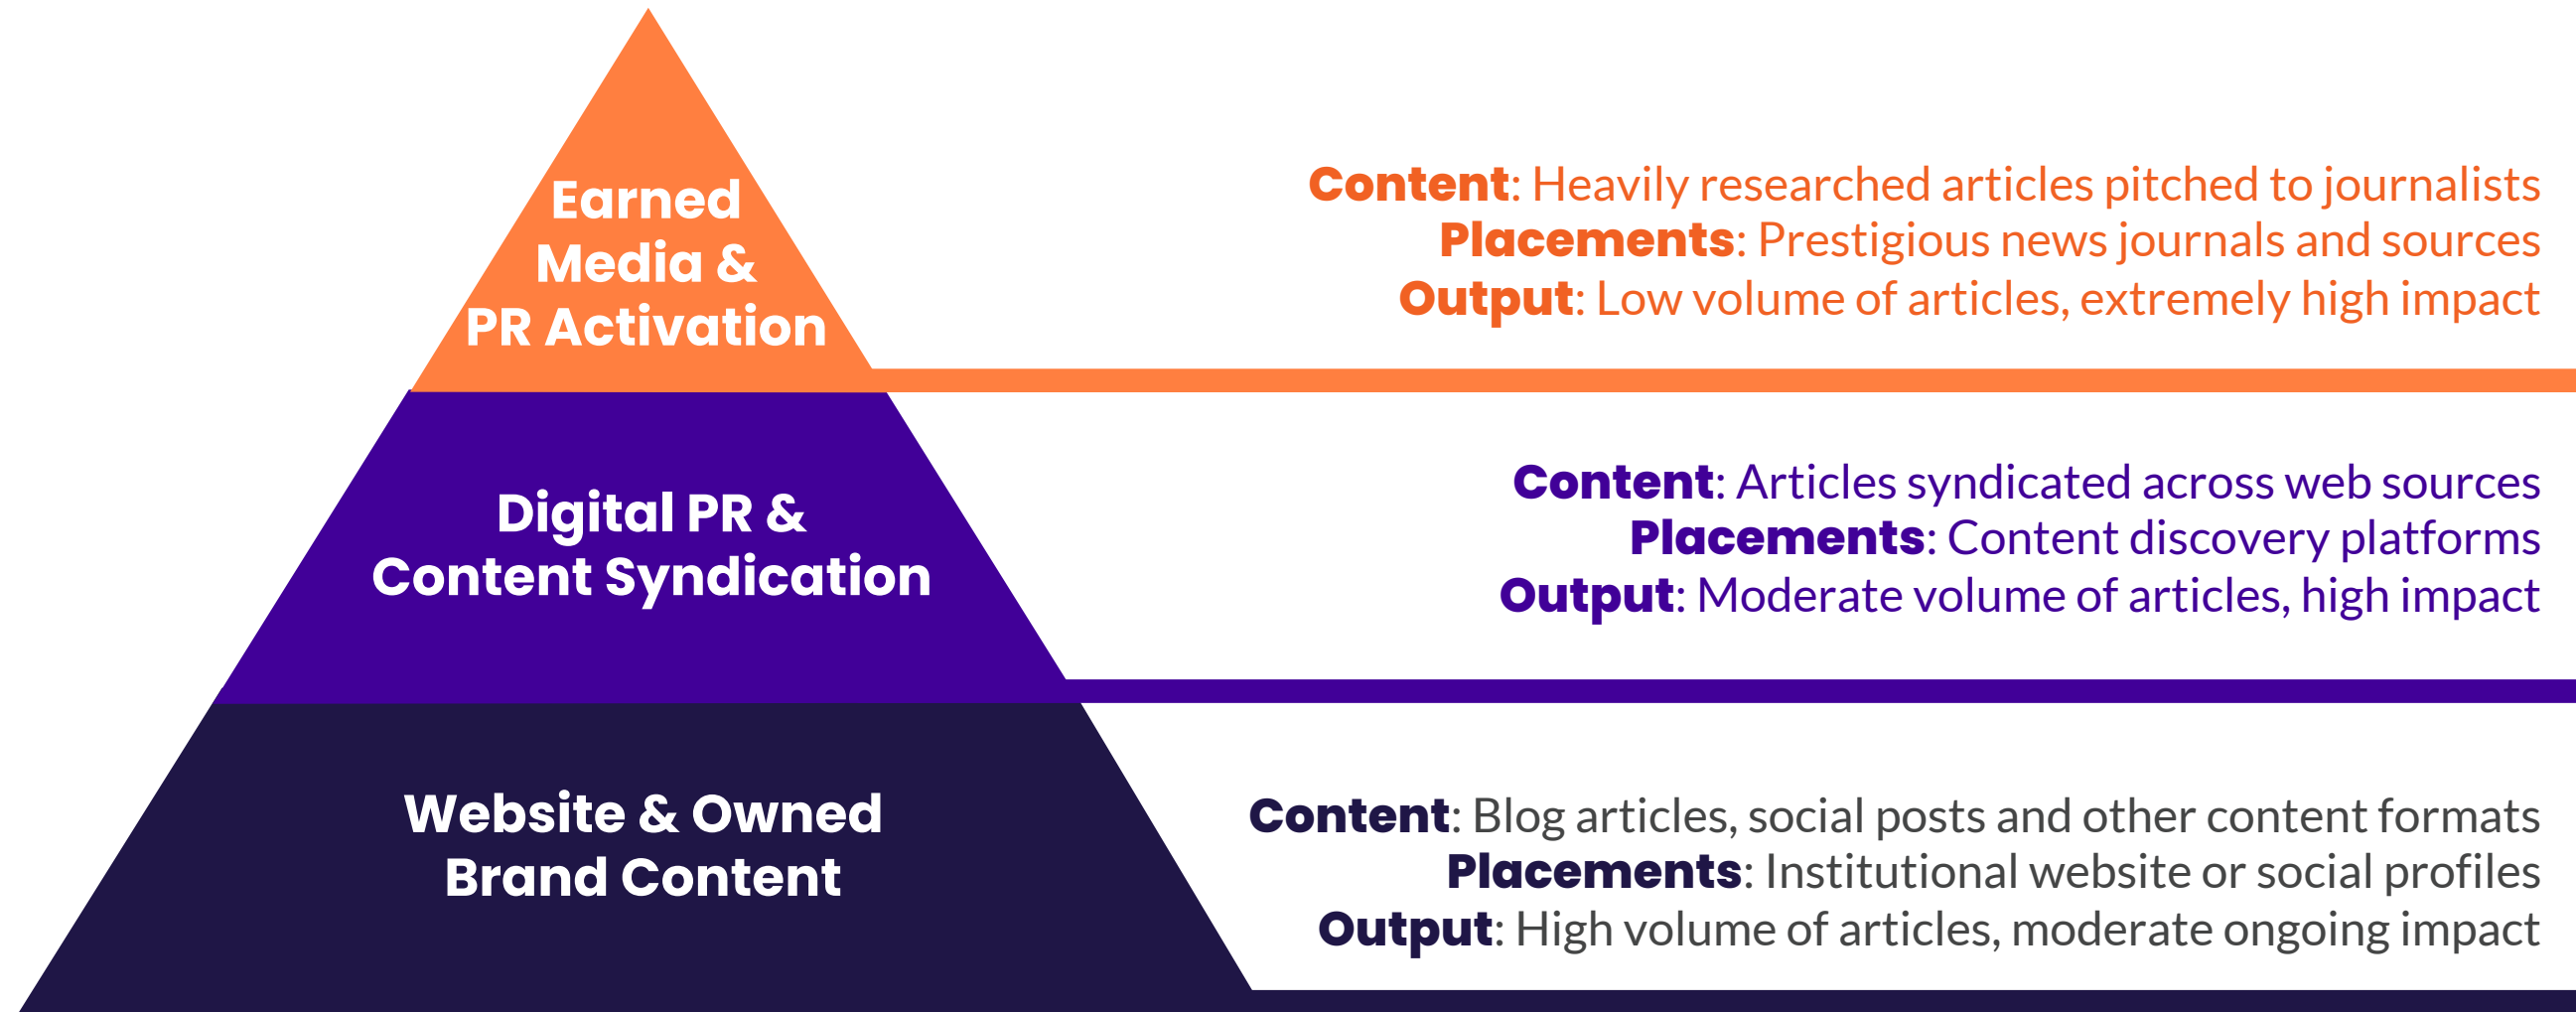 Earned
Media &
PR Activation
Content: Heavily researched articles pitched to journalists
Placements: Prestigious news journals and sources
Output: Low volume of articles, extremely high impact
Digital PR &
Content Syndication
Content: Articles syndicated across web sources
Placements: Content discovery platforms
Output: Moderate volume of articles, high impact
Website & Owned
Brand Content
Content: Blog articles, social posts and other content formats
Placements: Institutional website or social profiles
Output: High volume of articles, moderate ongoing impact